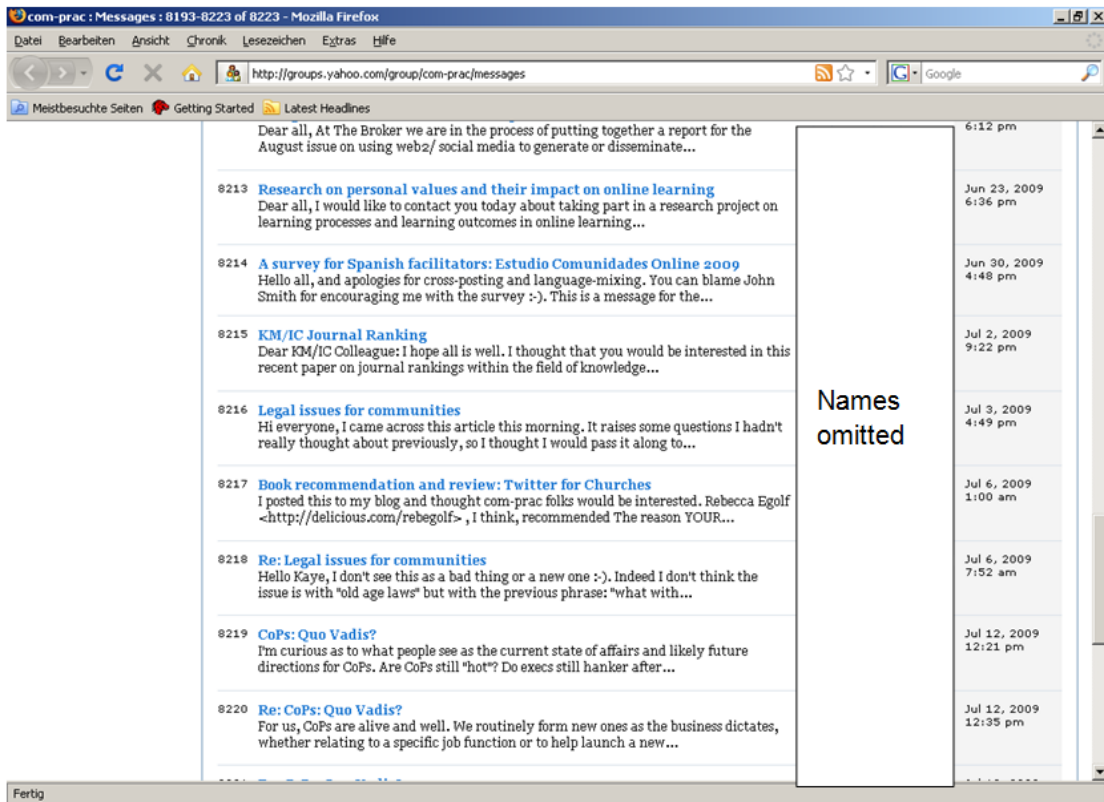 com-prac : Messages : 8193-8223 of 8223 - Mozilla Firefox
Datei Bearbeiten Ansicht Chronik Lesezeichen Extras Hilfe
http://groups.yahoo.com/group/com-prac/messages
G Google
Meistbesuchte Seiten Getting Started Latest Headlines
6:12 pm
Dear all, At The Broker we are in the process of putting together a report for the
August issue on using web2/ social media to generate or disseminate...
8213 Research on personal values and their impact on online learning Jun 23, 2009
Dear all, I would like to contact you today about taking part in a research project on 6:36 pm
learning processes and learning outcomes in online learning...
8214 A survey for Spanish facilitators: Estudio Comunidades Online 2009 Jun 30, 2009
Hello all, and apologies for cross-posting and language-mixing. You can blame John 4:48 pm
Smith for encouraging me with the survey :-). This is a message for the...
8215 KM/IC Journal Ranking Jul 2, 2009
Dear KM/IC Colleague: I hope all is well. I thought that you would be interested in this 9:22 pm
recent paper on journal rankings within the field of knowledge...
Names
omitted
8216 Legal issues for communities Jul 3, 2009
Hi everyone, I came across this article this morning. It raises some questions I hadn't 4:49 pm
really thought about previously, so I thought I would pass it along to...
8217 Book recommendation and review: Twitter for Churches Jul 6, 2009
I posted this to my blog and thought com-prac folks would be interested. Rebecca Egolf 1:00 am
<http://delicious.com/rebegolf> , I think, recommended The reason YOUR...
8218 Re: Legal issues for communities Jul 6, 2009
Hello Kaye, I don't see this as a bad thing or a new one :-). Indeed I don't think the 7:52 am
issue is with "old age laws" but with the previous phrase: "what with...
8219 CoPs: Quo Vadis? Jul 12, 2009
I'm curious as to what people see as the current state of affairs and likely future 12:21 pm
directions for CoPs. Are CoPs still "hot"? Do execs still hanker after...
8220 Re: CoPs: Quo Vadis? Jul 12, 2009
For us, CoPs are alive and well. We routinely form new ones as the business dictates, 12:35 pm
whether relating to a specific job function or to help launch a new...
Fertig